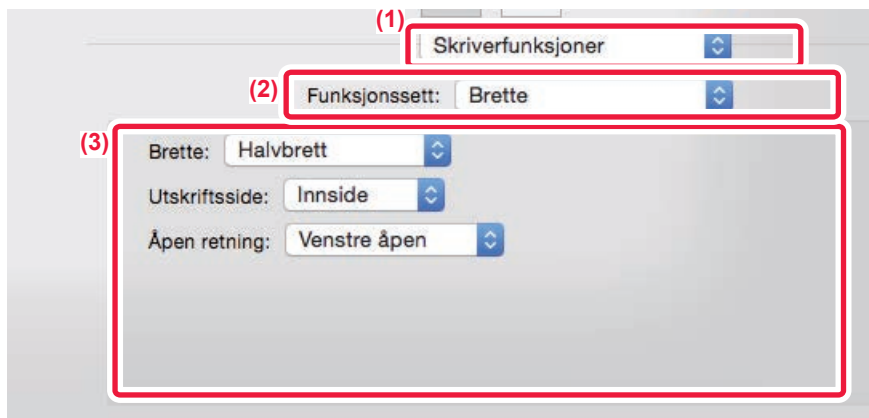 (1)
Skriverfunksjoner
(2)
Funksjonssett: Brette
(3)
Brette: Halvbrett
Utskriftsside: Innside
Åpen retning: Venstre åpen